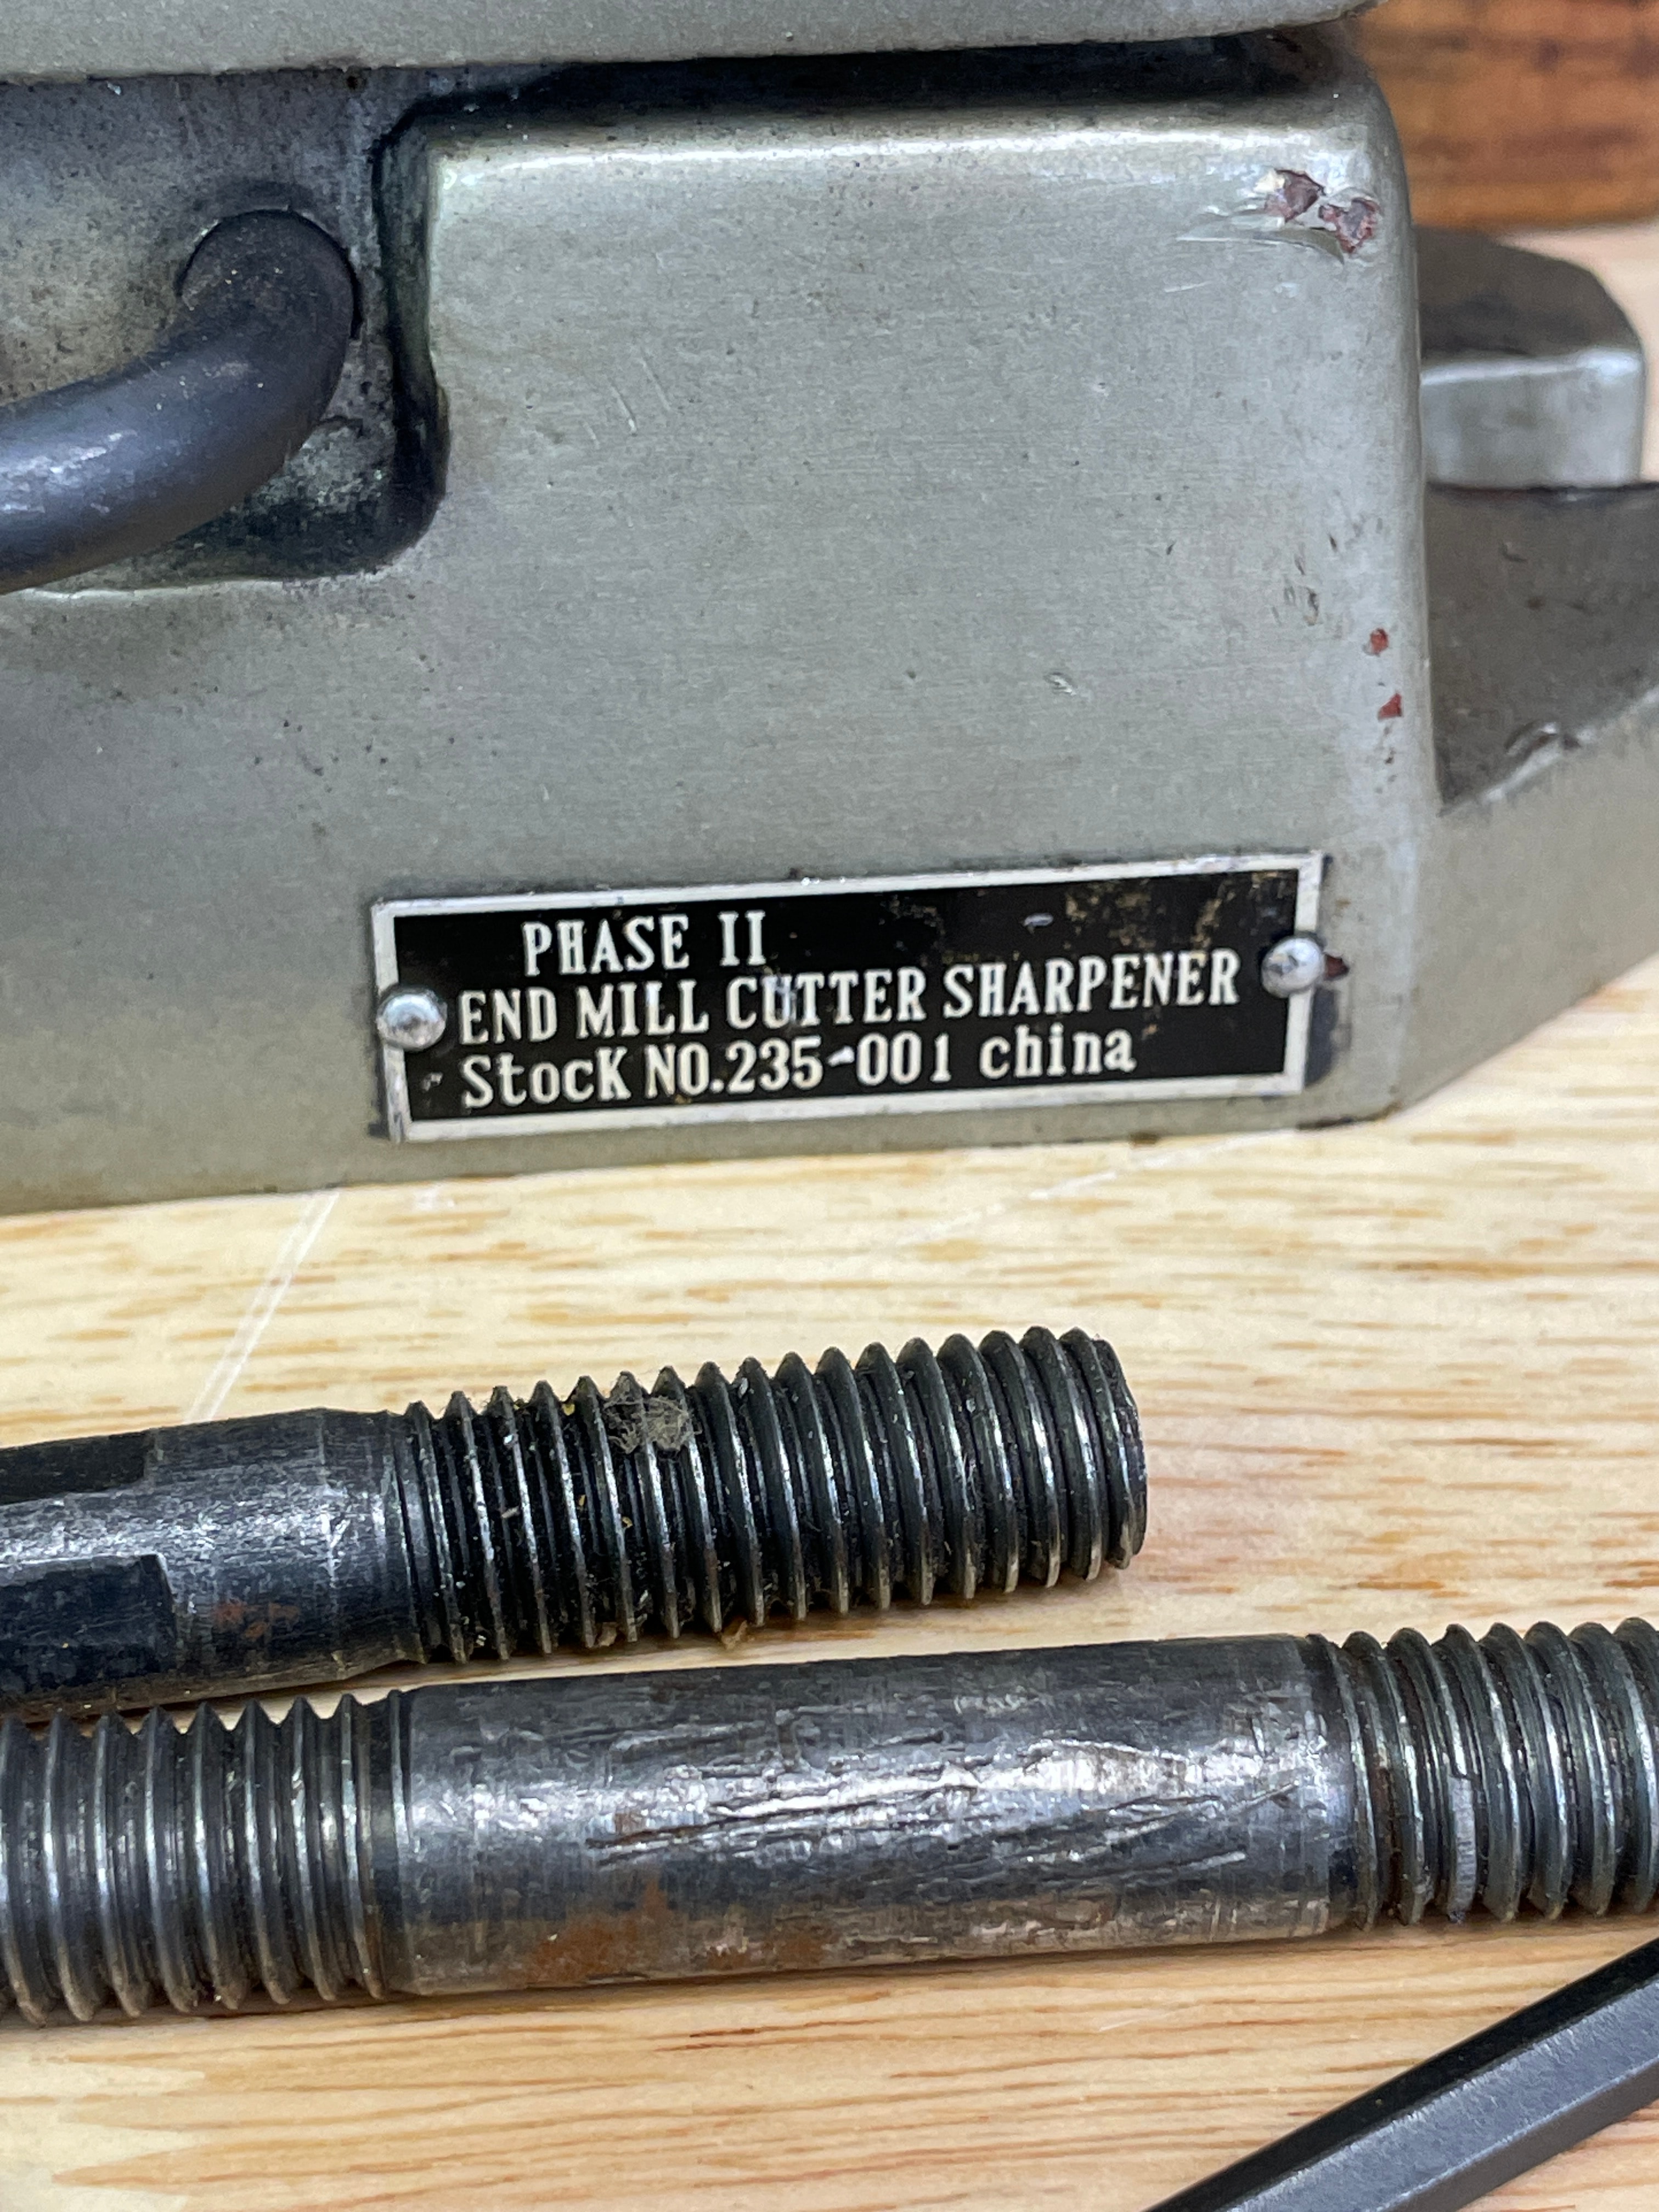 PHASE II
END MILL CUTTER SHARPENER
StocK NO.235-001 china